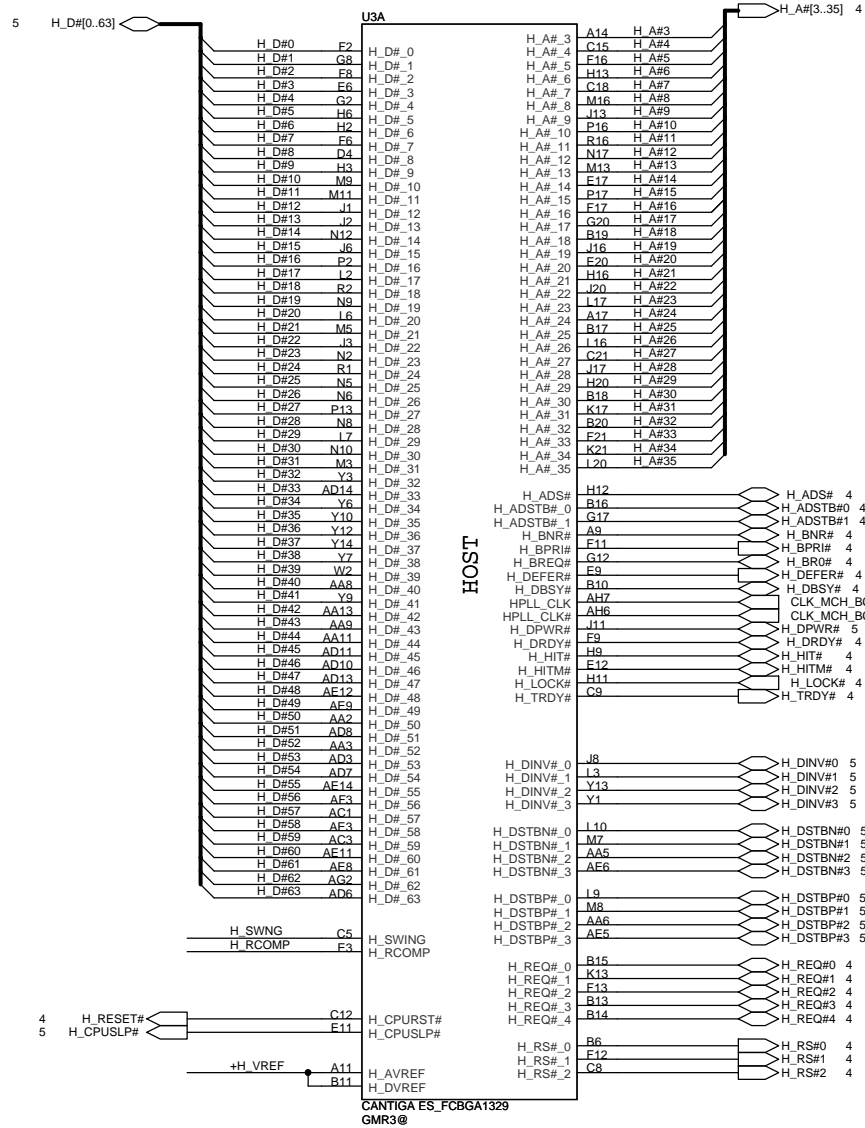 5 H_D#[0..63]
U3A
H_A#[3..35] 4
H_D#0 F2 H_D#_0
H_D#1 G8 H_D#_1
H_D#2 F8 H_D#_2
H_D#3 E6 H_D#_3
H_D#4 G2 H_D#_4
H_D#5 H6 H_D#_5
H_D#6 H2 H_D#_6
H_D#7 F6 H_D#_7
H_D#8 D4 H_D#_8
H_D#9 H3 H_D#_9
H_D#10 M9 H_D#_10
H_D#11 M11 H_D#_11
H_D#12 J1 H_D#_12
H_D#13 J2 H_D#_13
H_D#14 N12 H_D#_14
H_D#15 J6 H_D#_15
H_D#16 P2 H_D#_16
H_D#17 L2 H_D#_17
H_D#18 R2 H_D#_18
H_D#19 N9 H_D#_19
H_D#20 L6 H_D#_20
H_D#21 M5 H_D#_21
H_D#22 J3 H_D#_22
H_D#23 N2 H_D#_23
H_D#24 R1 H_D#_24
H_D#25 N5 H_D#_25
H_D#26 N6 H_D#_26
H_D#27 P13 H_D#_27
H_D#28 N8 H_D#_28
H_D#29 L7 H_D#_29
H_D#30 N10 H_D#_30
H_D#31 M3 H_D#_31
H_D#32 Y3 H_D#_32
H_D#33 AD14 H_D#_33
H_D#34 Y6 H_D#_34
H_D#35 Y10 H_D#_35
H_D#36 Y12 H_D#_36
H_D#37 Y14 H_D#_37
H_D#38 Y7 H_D#_38
H_D#39 W2 H_D#_39
H_D#40 AA8 H_D#_40
H_D#41 Y9 H_D#_41
H_D#42 AA13 H_D#_42
H_D#43 AA9 H_D#_43
H_D#44 AA11 H_D#_44
H_D#45 AD11 H_D#_45
H_D#46 AD10 H_D#_46
H_D#47 AD13 H_D#_47
H_D#48 AE12 H_D#_48
H_D#49 AE9 H_D#_49
H_D#50 AA2 H_D#_50
H_D#51 AD8 H_D#_51
H_D#52 AA3 H_D#_52
H_D#53 AD3 H_D#_53
H_D#54 AD7 H_D#_54
H_D#55 AE14 H_D#_55
H_D#56 AF3 H_D#_56
H_D#57 AC1 H_D#_57
H_D#58 AE3 H_D#_58
H_D#59 AC3 H_D#_59
H_D#60 AE11 H_D#_60
H_D#61 AE8 H_D#_61
H_D#62 AG2 H_D#_62
H_D#63 AD6 H_D#_63
H_SWNG C5 H_SWING
H_RCOMP E3 H_RCOMP
4 H_RESET# C12 H_CPURST#
5 H_CPUSLP# E11 H_CPUSLP#
+H_VREF A11 H_AVREF
B11 H_DVREF
HOST
H_A#_3 A14 H_A#3
H_A#_4 C15 H_A#4
H_A#_5 F16 H_A#5
H_A#_6 H13 H_A#6
H_A#_7 C18 H_A#7
H_A#_8 M16 H_A#8
H_A#_9 J13 H_A#9
H_A#_10 P16 H_A#10
H_A#_11 R16 H_A#11
H_A#_12 N17 H_A#12
H_A#_13 M13 H_A#13
H_A#_14 E17 H_A#14
H_A#_15 P17 H_A#15
H_A#_16 F17 H_A#16
H_A#_17 G20 H_A#17
H_A#_18 B19 H_A#18
H_A#_19 J16 H_A#19
H_A#_20 E20 H_A#20
H_A#_21 H16 H_A#21
H_A#_22 J20 H_A#22
H_A#_23 L17 H_A#23
H_A#_24 A17 H_A#24
H_A#_25 B17 H_A#25
H_A#_26 L16 H_A#26
H_A#_27 C21 H_A#27
H_A#_28 J17 H_A#28
H_A#_29 H20 H_A#29
H_A#_30 B18 H_A#30
H_A#_31 K17 H_A#31
H_A#_32 B20 H_A#32
H_A#_33 F21 H_A#33
H_A#_34 K21 H_A#34
H_A#_35 L20 H_A#35
H_ADS# H12 H_ADS# 4
H_ADSTB#_0 B16 H_ADSTB#0 4
H_ADSTB#_1 G17 H_ADSTB#1 4
H_BNR# A9 H_BNR# 4
H_BPRI# F11 H_BPRI# 4
H_BREQ# G12 H_BR0# 4
H_DEFER# E9 H_DEFER# 4
H_DBSY# B10 H_DBSY# 4
HPLL_CLK AH7 CLK_MCH_B
HPLL_CLK# AH6 CLK_MCH_B
H_DPWR# J11 H_DPWR# 5
H_DRDY# F9 H_DRDY# 4
H_HIT# H9 H_HIT# 4
H_HITM# E12 H_HITM# 4
H_LOCK# H11 H_LOCK# 4
H_TRDY# C9 H_TRDY# 4
H_DINV#_0 J8 H_DINV#0 5
H_DINV#_1 L3 H_DINV#1 5
H_DINV#_2 Y13 H_DINV#2 5
H_DINV#_3 Y1 H_DINV#3 5
H_DSTBN#_0 L10 H_DSTBN#0 5
H_DSTBN#_1 M7 H_DSTBN#1 5
H_DSTBN#_2 AA5 H_DSTBN#2 5
H_DSTBN#_3 AE6 H_DSTBN#3 5
H_DSTBP#_0 L9 H_DSTBP#0 5
H_DSTBP#_1 M8 H_DSTBP#1 5
H_DSTBP#_2 AA6 H_DSTBP#2 5
H_DSTBP#_3 AE5 H_DSTBP#3 5
H_REQ#_0 B15 H_REQ#0 4
H_REQ#_1 K13 H_REQ#1 4
H_REQ#_2 F13 H_REQ#2 4
H_REQ#_3 B13 H_REQ#3 4
H_REQ#_4 B14 H_REQ#4 4
H_RS#_0 B6 H_RS#0 4
H_RS#_1 F12 H_RS#1 4
H_RS#_2 C8 H_RS#2 4
CANTIGA ES_FCBGA1329
GMR3@